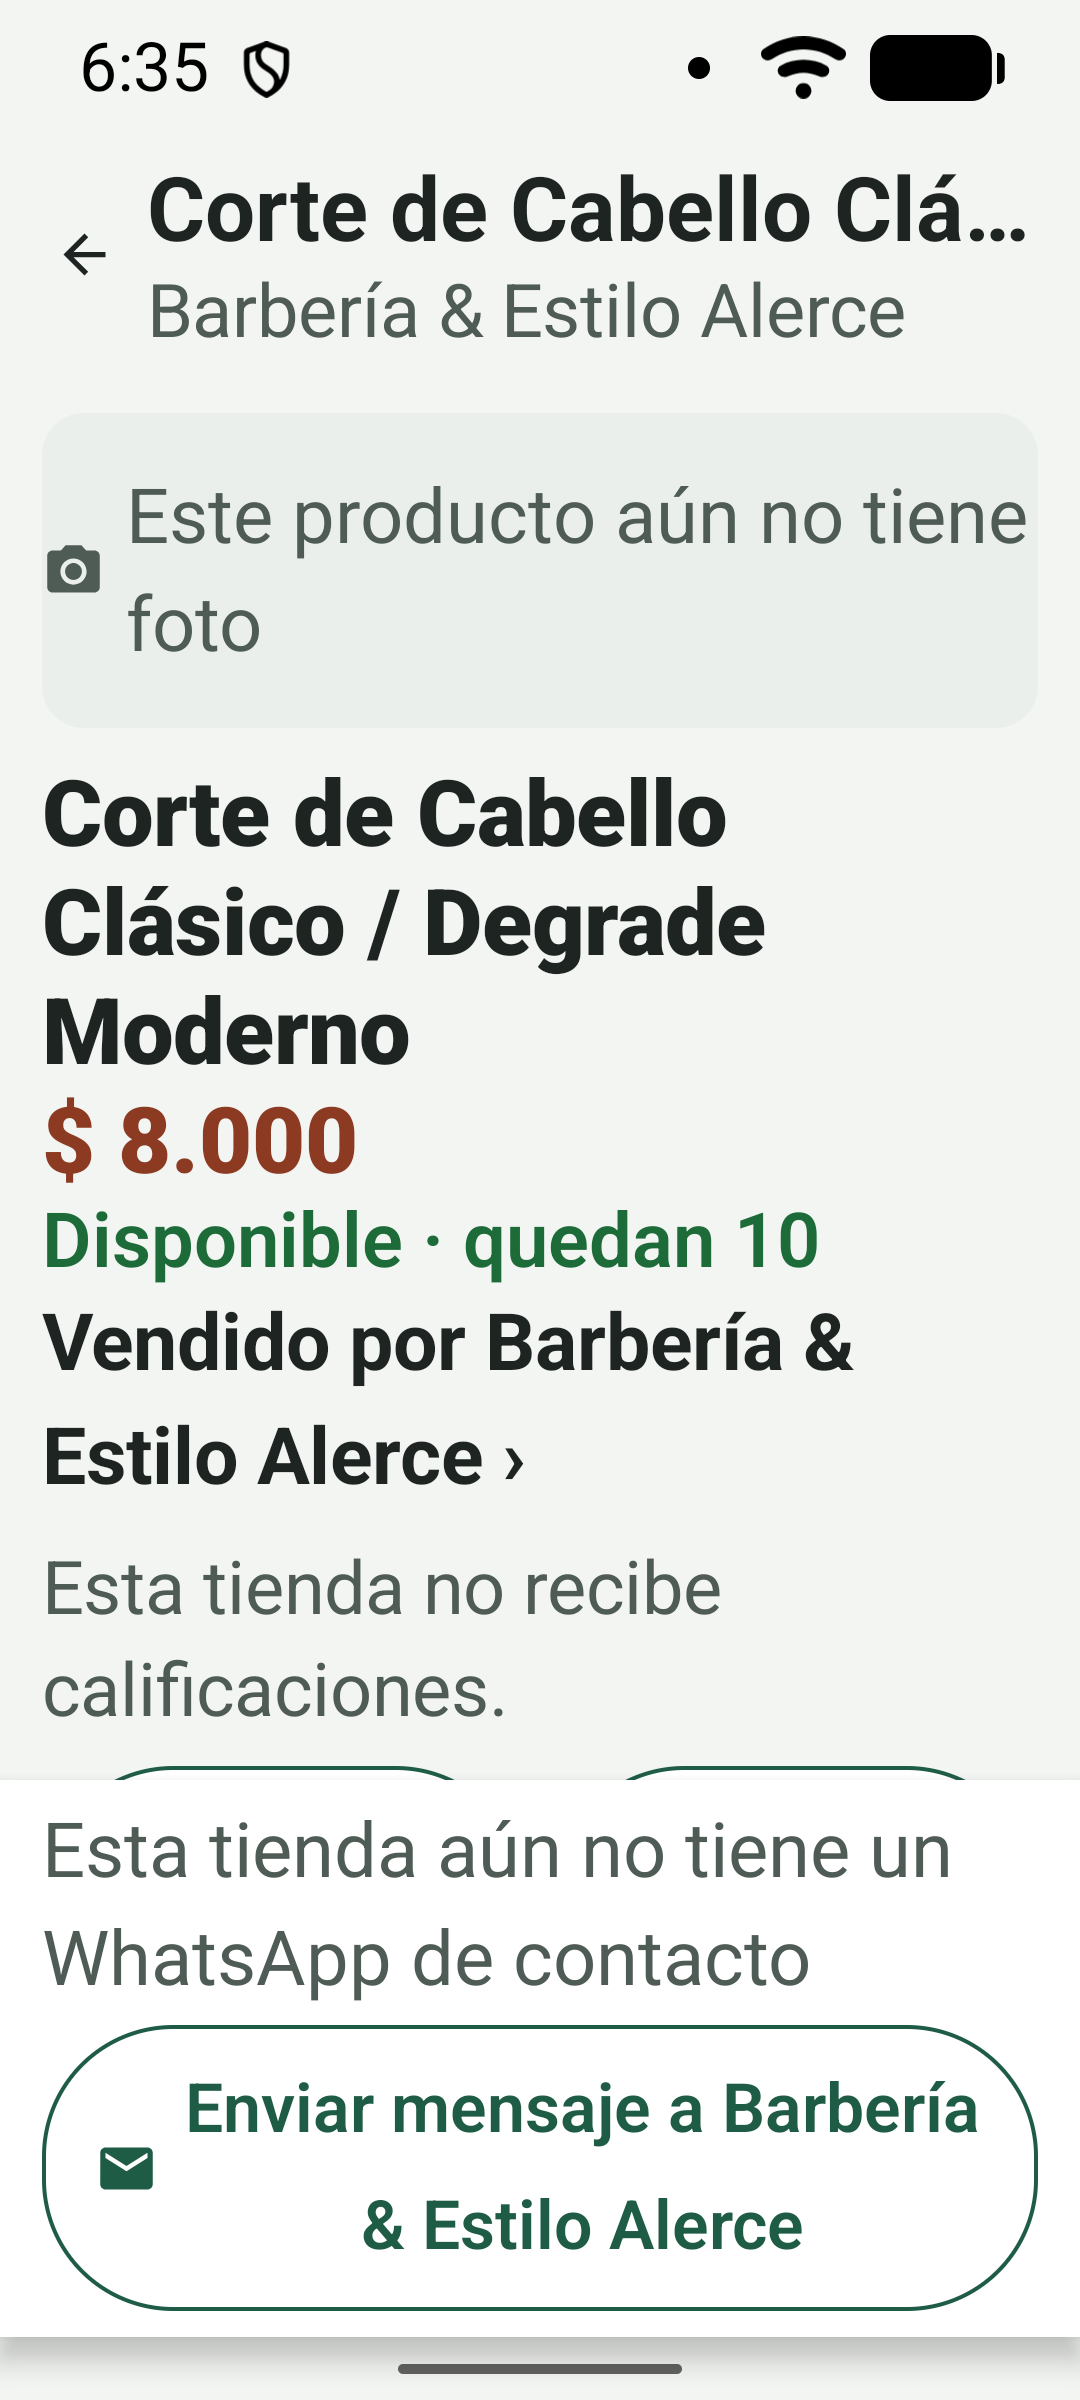 6:35
Corte de Cabello Clá...
Barbería & Estilo Alerce
Este producto aún no tiene
foto
Corte de Cabello
Clásico / Degrade
Moderno
$ 8.000
Disponible · quedan 10
Vendido por Barbería &
Estilo Alerce ›
Esta tienda no recibe
calificaciones.
Esta tienda aún no tiene un
WhatsApp de contacto
Enviar mensaje a Barbería
& Estilo Alerce